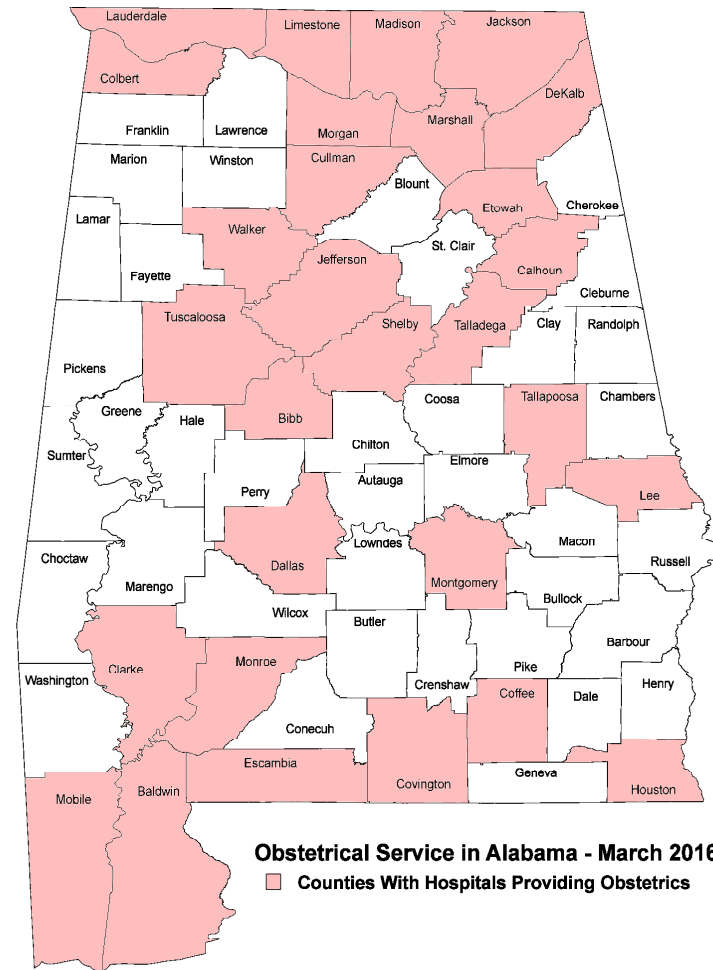 Lauderdale
Limestone
Madison
Jackson
Colbert
DeKalb
Franklin
Lawrence
Morgan
Marshall
Marion
Winston
Cullman
Blount
Etowah
Cherokee
Lamar
Walker
St. Clair
Jefferson
Calhoun
Fayette
Cleburne
Tuscaloosa
Shelby
Talladega
Clay
Randolph
Pickens
Greene
Hale
Bibb
Coosa
Tallapoosa
Chambers
Sumter
Chilton
Elmore
Perry
Autauga
Lee
Choctaw
Marengo
Dallas
Lowndes
Macon
Russell
Montgomery
Bullock
Wilcox
Butler
Barbour
Clarke
Monroe
Pike
Washington
Crenshaw
Coffee
Dale
Henry
Conecuh
Escambia
Geneva
Mobile
Baldwin
Covington
Houston
Obstetrical Service in Alabama - March 2016
Counties With Hospitals Providing Obstetrics